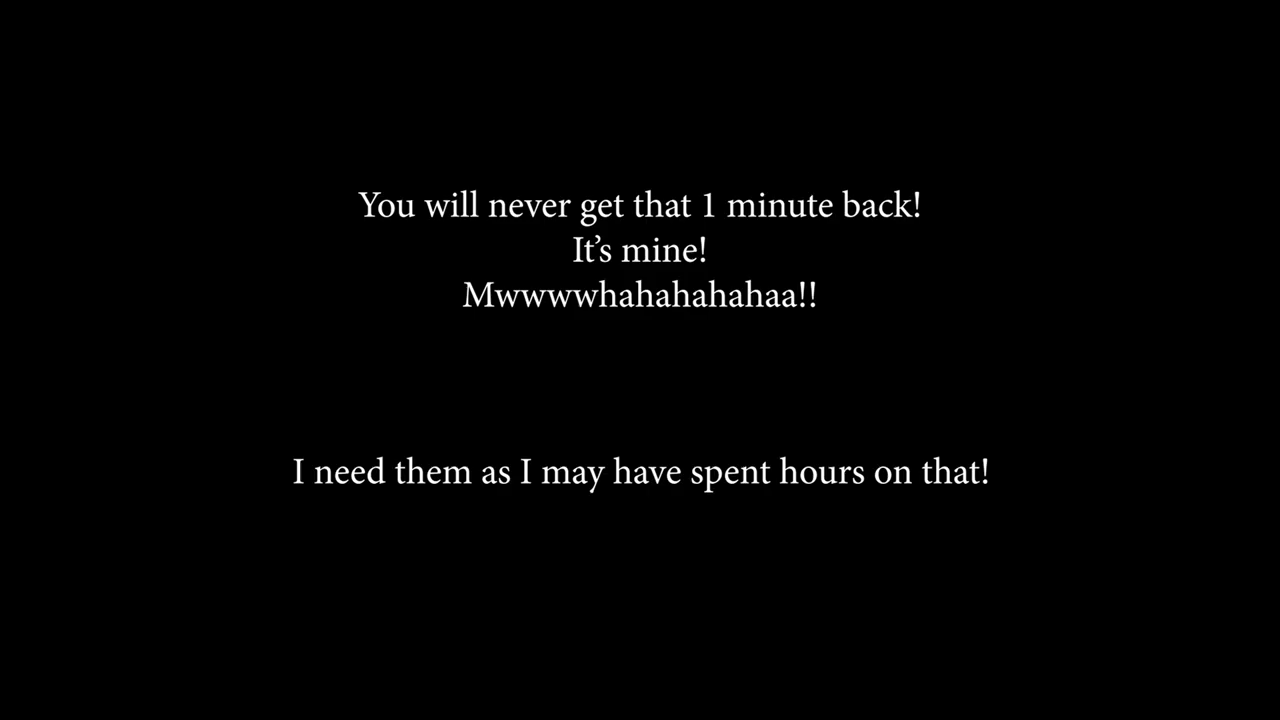 You will never get that 1 minute back!
It’s mine!
Mwwwwhahahahahaa!!
I need them as I may have spent hours on that!